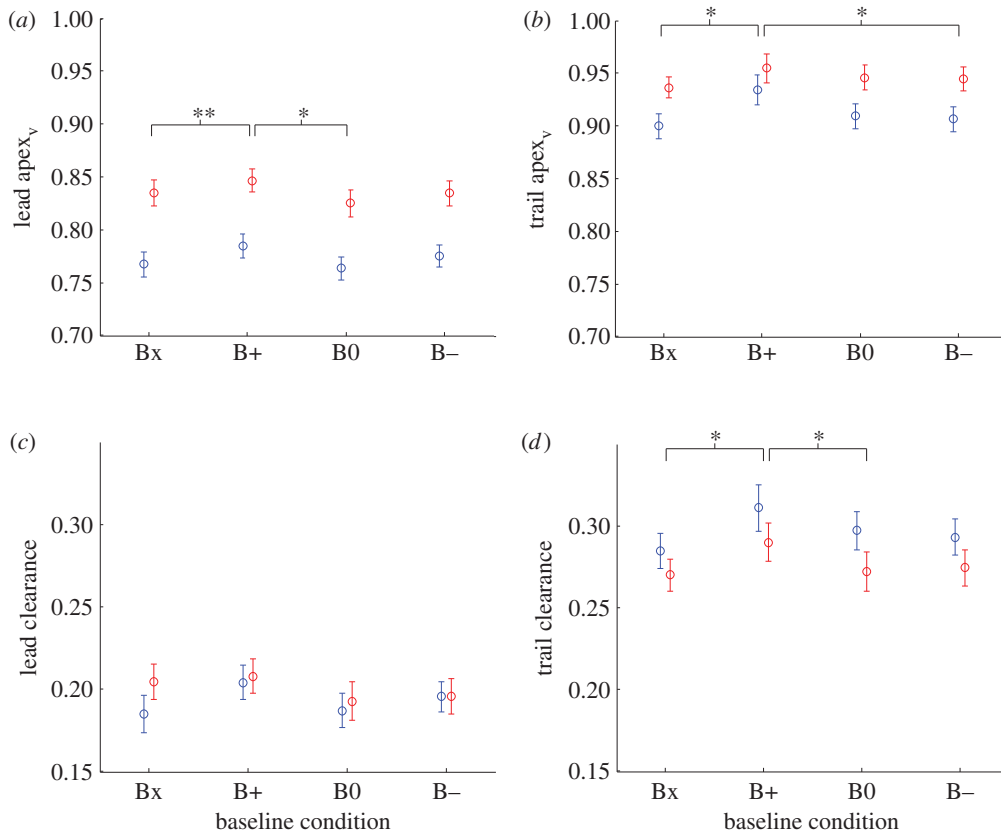 (a)
**
*
1.00
0.95
0.90
0.85
0.80
0.75
0.70
lead apexᵥ
Bx B+ B0 B–
(b)
*
*
1.00
0.95
0.90
0.85
0.80
0.75
0.70
trail apexᵥ
Bx B+ B0 B–
(c)
0.30
0.25
0.20
0.15
lead clearance
Bx B+ B0 B–
baseline condition
(d)
*
*
0.30
0.25
0.20
0.15
trail clearance
Bx B+ B0 B–
baseline condition